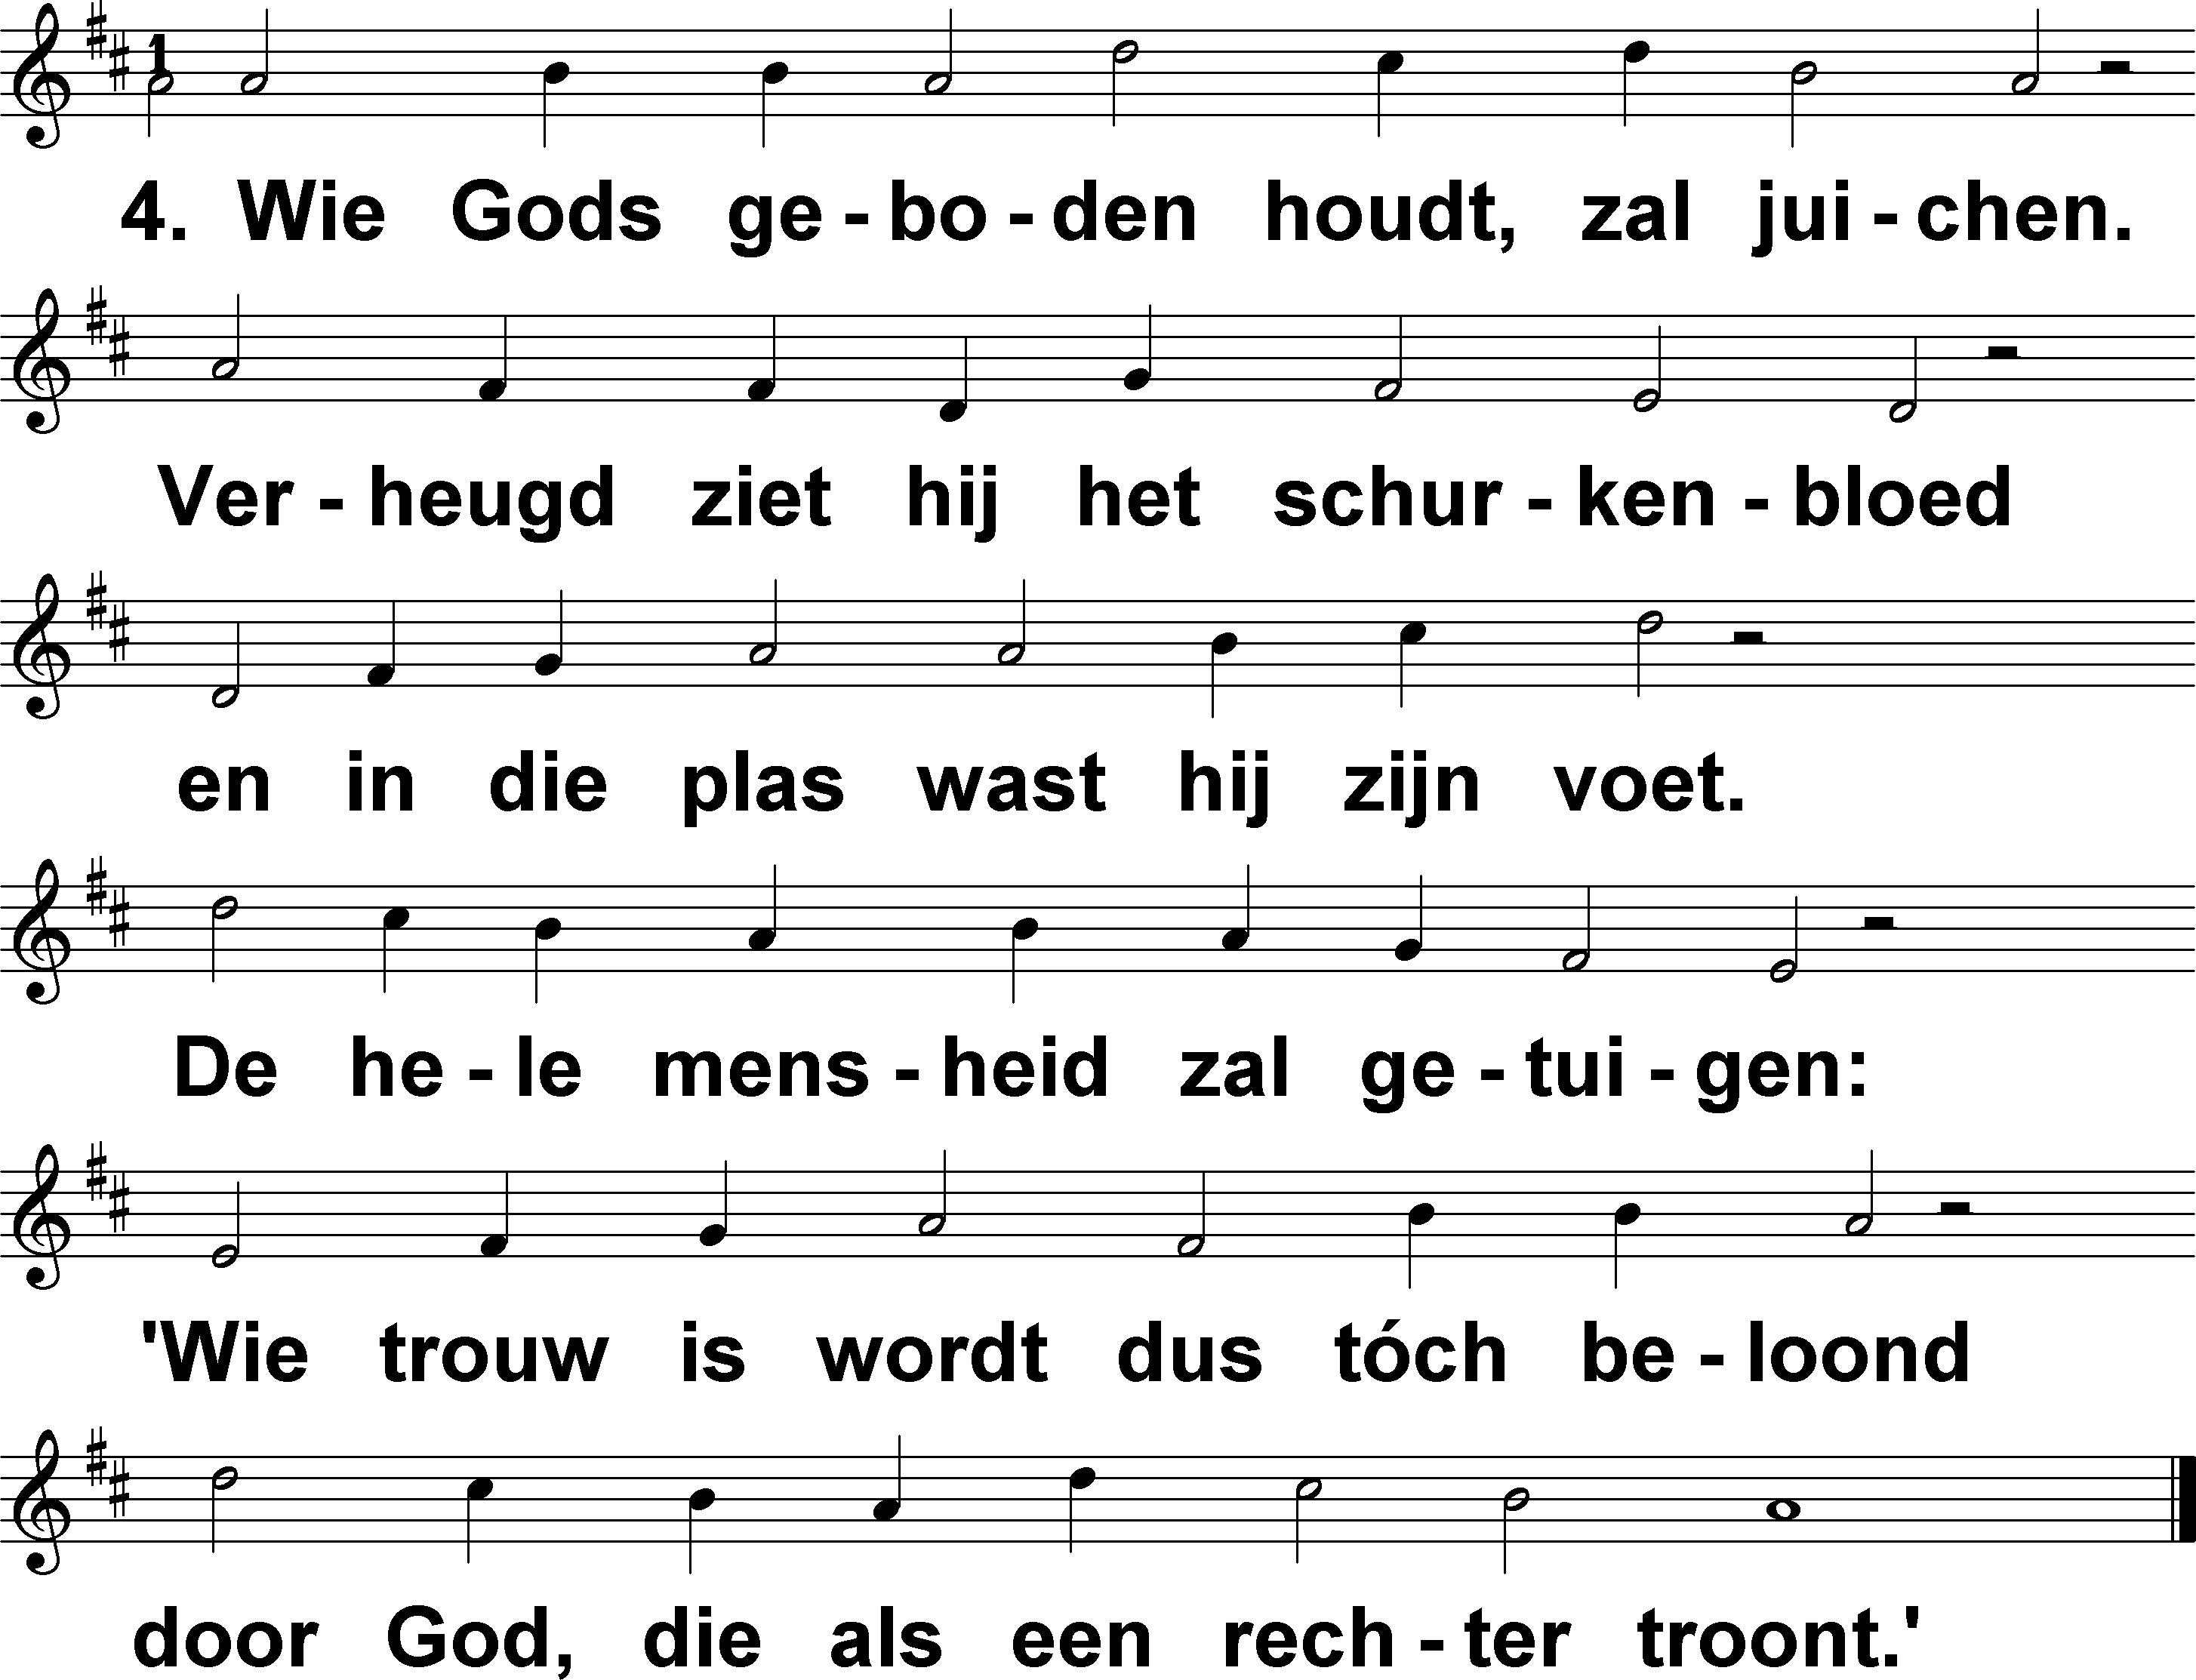 1
4. Wie Gods ge - bo - den houdt, zal jui - chen.
Ver - heugd ziet hij het schur - ken - bloed
en in die plas wast hij zijn voet.
De he - le mens - heid zal ge - tui - gen:
'Wie trouw is wordt dus tóch be - loond
door God, die als een rech - ter troont.'